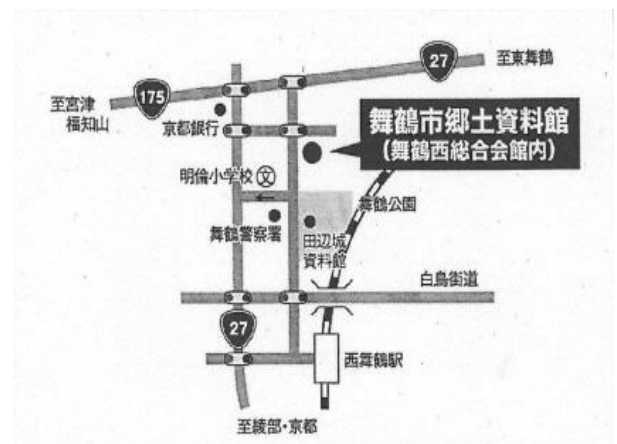 27
至東舞鶴
175
至宮津
福知山
京都銀行
舞鶴市郷土資料館
(舞鶴西総合会館内)
明倫小学校
文
舞鶴公園
舞鶴警察署
田辺城
資料館
白鳥街道
27
西舞鶴駅
至綾部・京都